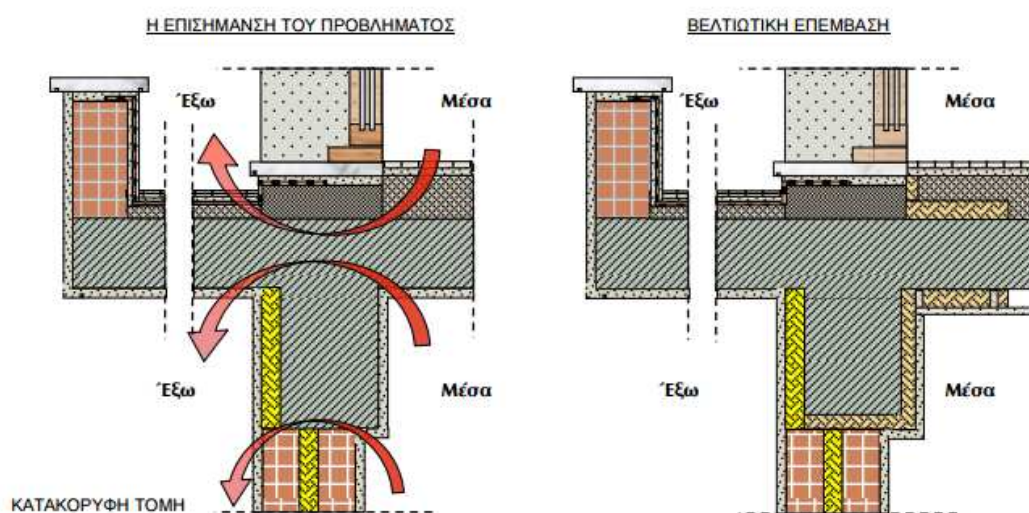 Η ΕΠΙΣΗΜΑΝΣΗ ΤΟΥ ΠΡΟΒΛΗΜΑΤΟΣ
ΒΕΛΤΙΩΤΙΚΗ ΕΠΕΜΒΑΣΗ
Έξω
Μέσα
Έξω
Μέσα
Έξω
Μέσα
Έξω
Μέσα
ΚΑΤΑΚΟΡΥΦΗ ΤΟΜΗ